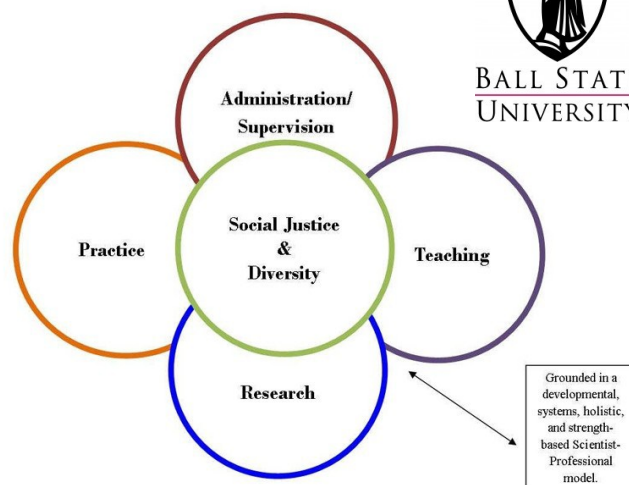 BALL STAT
UNIVERSITY
Administration/
Supervision
Practice
Social Justice
&
Diversity
Teaching
Research
Grounded in a
developmental,
systems, holistic,
and strength-
based Scientist-
Professional
model.